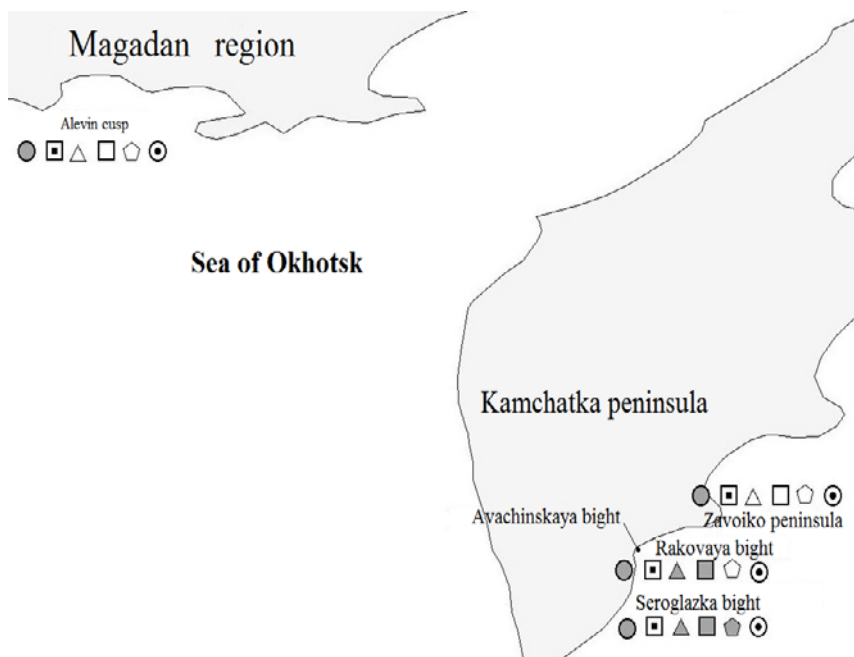 Magadan region
Alevin cusp
Sea of Okhotsk
Kamchatka peninsula
Avachinskaya bight
Zavoiko peninsula
Rakovaya bight
Seroglazka bight